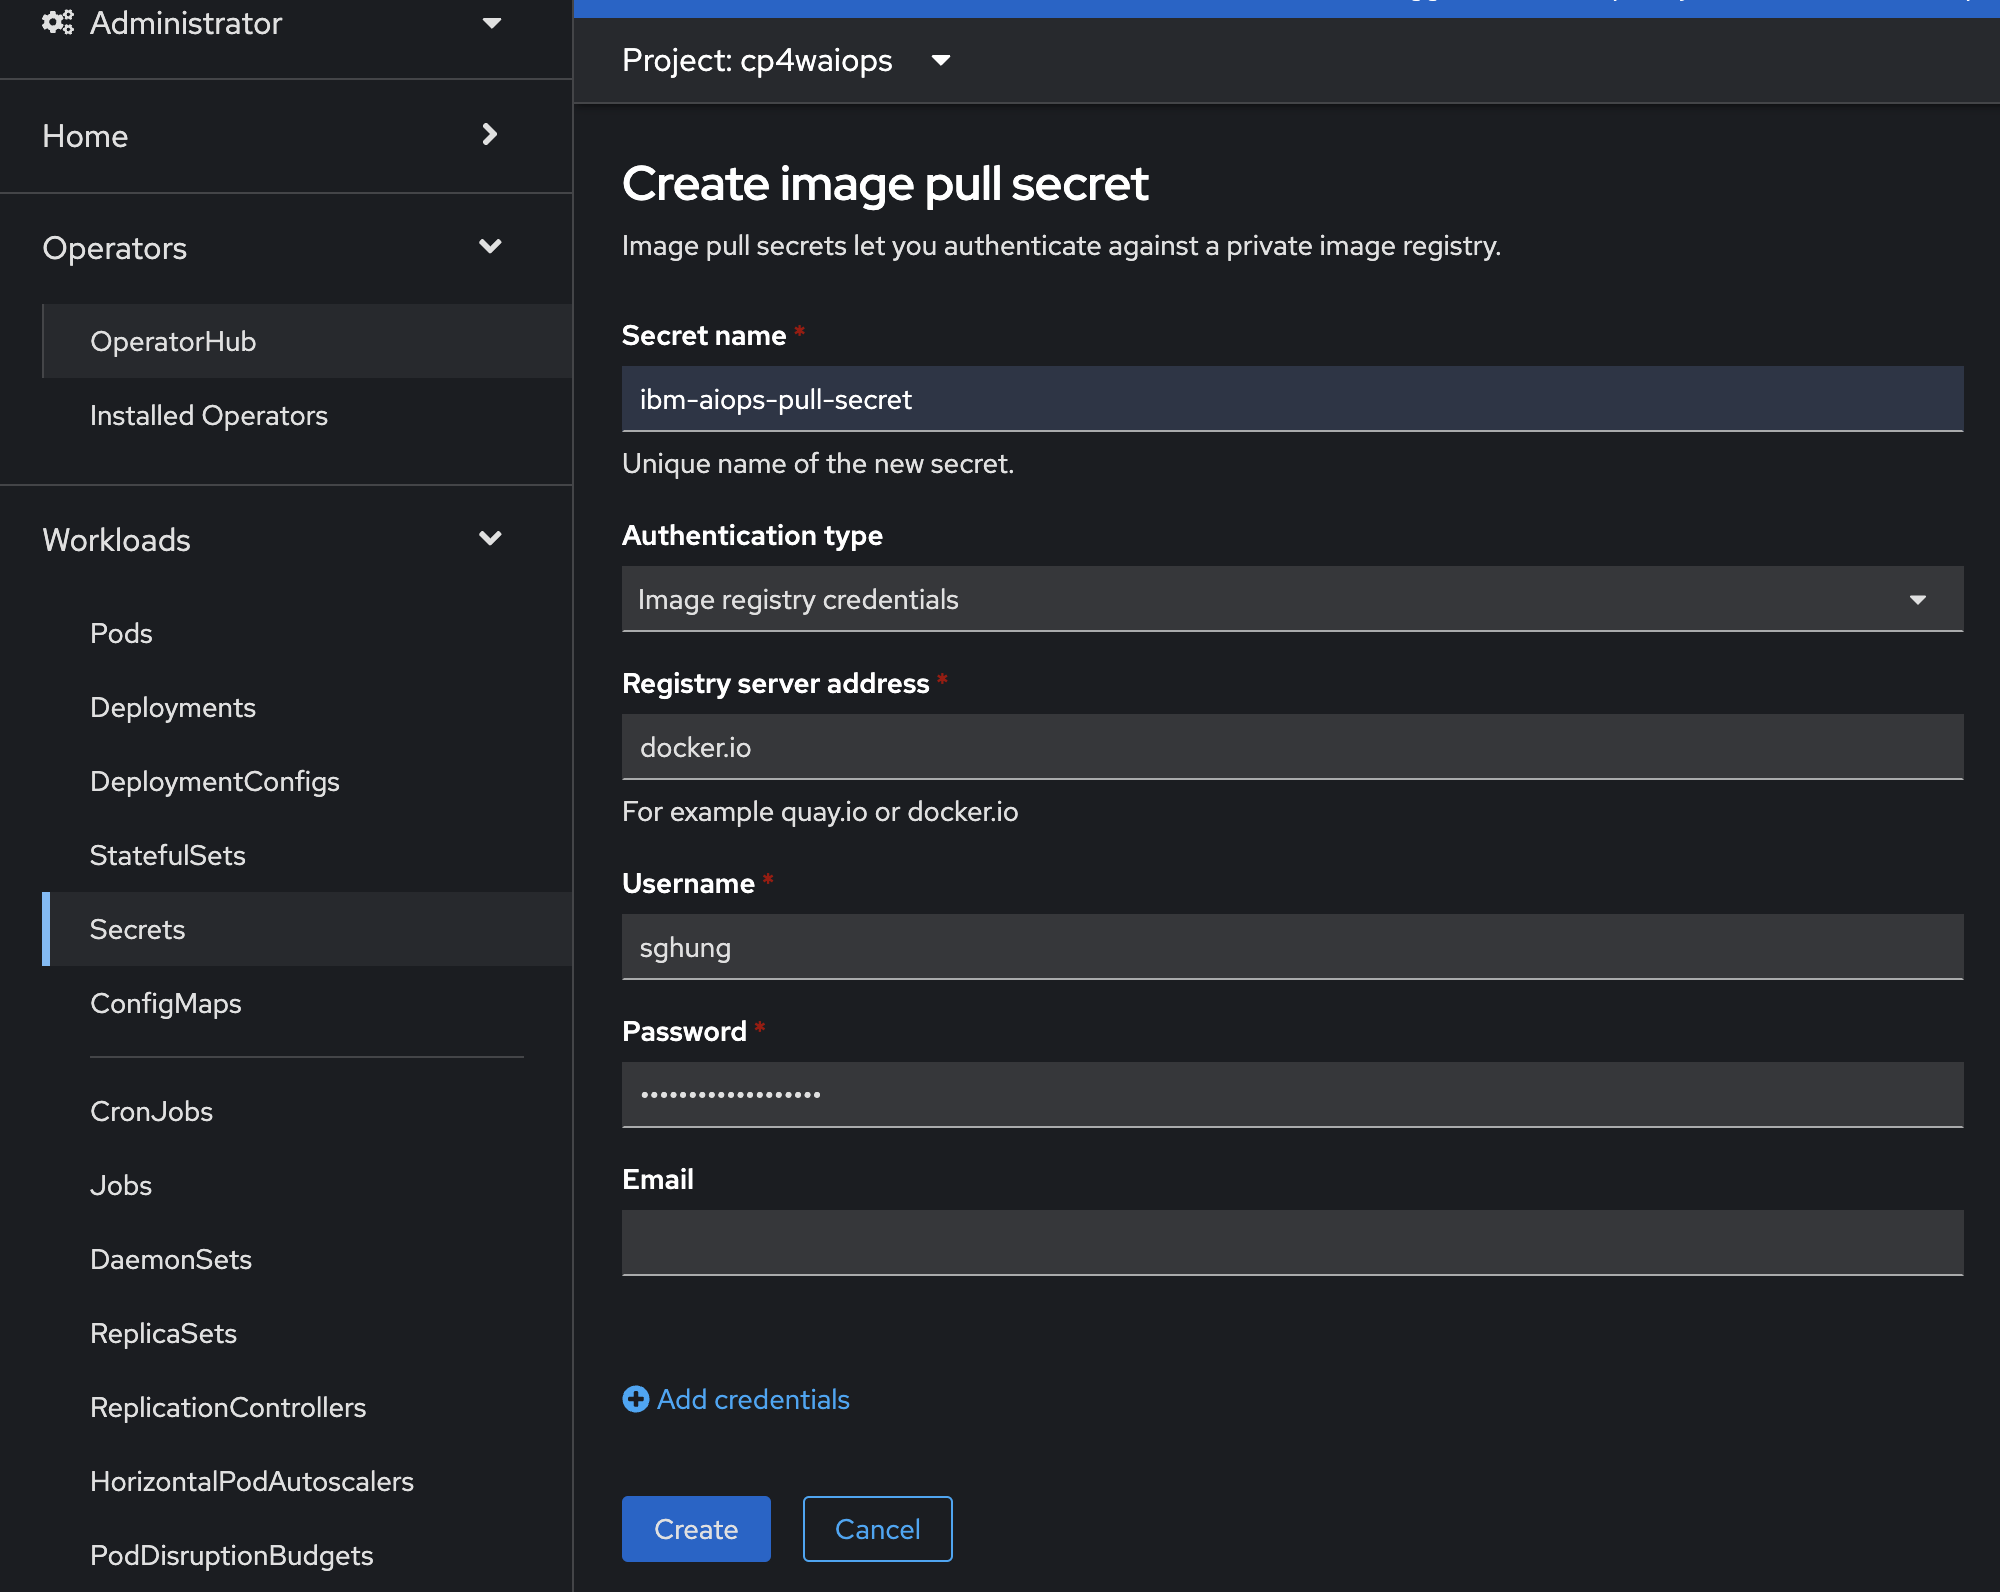 Administrator
Home
Operators
OperatorHub
Installed Operators
Workloads
Pods
Deployments
DeploymentConfigs
StatefulSets
Secrets
ConfigMaps
CronJobs
Jobs
DaemonSets
ReplicaSets
ReplicationControllers
HorizontalPodAutoscalers
PodDisruptionBudgets
Project: cp4waiops
Create image pull secret
Image pull secrets let you authenticate against a private image registry.
Secret name *
ibm-aiops-pull-secret
Unique name of the new secret.
Authentication type
Image registry credentials
Registry server address *
docker.io
For example quay.io or docker.io
Username *
sghung
Password *
•••••••••••••••••••
Email
Add credentials
Create
Cancel